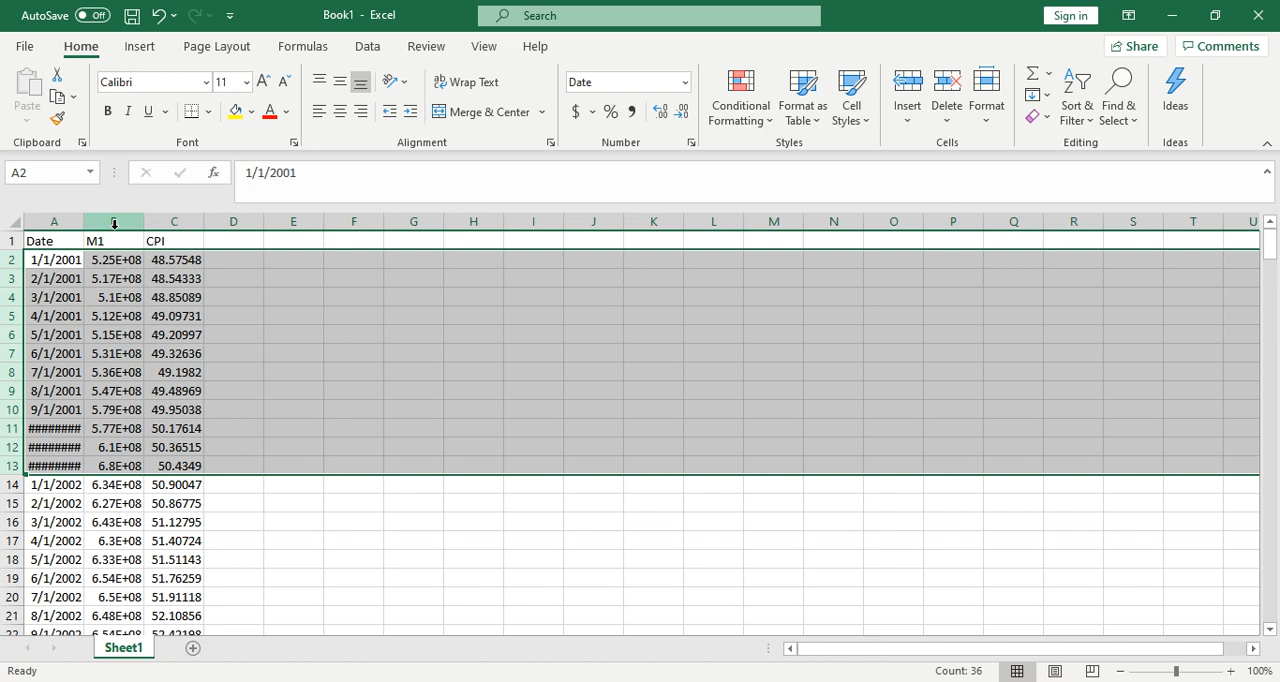 AutoSave Off Book1 - Excel Search Sign in
File Home Insert Page Layout Formulas Data Review View Help Share Comments
Paste Calibri 11 Wrap Text Date Conditional Formatting Format as Table Cell Styles Insert Delete Format Sort & Filter Find & Select Ideas
B I U A Merge & Center $ % ,
Clipboard Font Alignment Number Styles Cells Editing Ideas
A2 fx 1/1/2001
A C D E F G H I J K L M N O P Q R S T U
1 Date M1 CPI
2 1/1/2001 5.25E+08 48.57548
3 2/1/2001 5.17E+08 48.54333
4 3/1/2001 5.1E+08 48.85089
5 4/1/2001 5.12E+08 49.09731
6 5/1/2001 5.15E+08 49.20997
7 6/1/2001 5.31E+08 49.32636
8 7/1/2001 5.36E+08 49.1982
9 8/1/2001 5.47E+08 49.48969
10 9/1/2001 5.79E+08 49.95038
11 ######## 5.77E+08 50.17614
12 ######## 6.1E+08 50.36515
13 ######## 6.8E+08 50.4349
14 1/1/2002 6.34E+08 50.90047
15 2/1/2002 6.27E+08 50.86775
16 3/1/2002 6.43E+08 51.12795
17 4/1/2002 6.3E+08 51.40724
18 5/1/2002 6.33E+08 51.51143
19 6/1/2002 6.54E+08 51.76259
20 7/1/2002 6.5E+08 51.91118
21 8/1/2002 6.48E+08 52.10856
22 9/1/2002 6.54E+08 52.42198
Sheet1
Ready Count: 36 100%